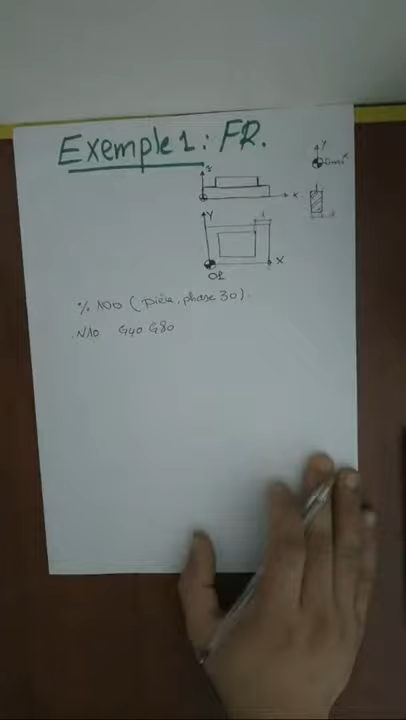 Exemple 1: FR.
Z
X
Y
X
OP
Y
X
% 100 (pièce, phase 30)
N10 G40 G80